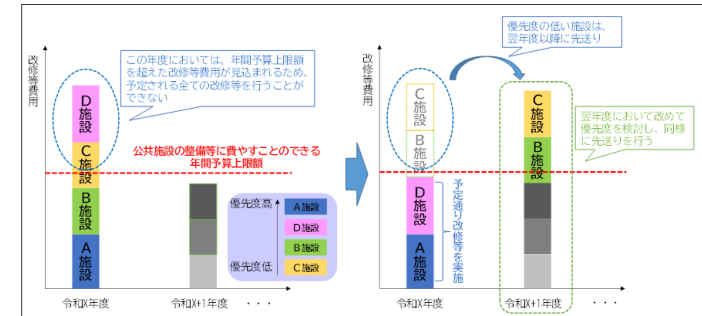 改修等費用
D施設
C施設
B施設
A施設
この年度においては、年間予算上限額
を超えた改修等費用が見込まれるため、
予定される全ての改修等を行うことが
できない
公共施設の整備等に費やすことのできる
年間予算上限額
優先度高
優先度低
A施設
D施設
B施設
C施設
令和X年度
令和X+1年度
・・・
改修等費用
優先度の低い施設は、
翌年度以降に先送り
C施設
B施設
D施設
A施設
予定通り改修等を実施
C施設
B施設
翌年度において改めて
優先度を検討し、同様
に先送りを行う
令和X年度
令和X+1年度
・・・